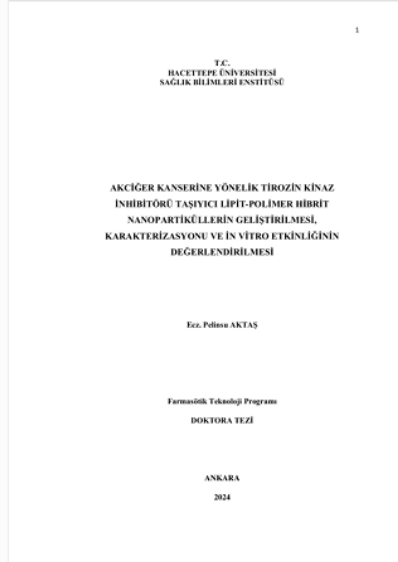 1
T.C.
HACETTEPE ÜNİVERSİTESİ
SAĞLIK BİLİMLERİ ENSTİTÜSÜ
AKCİĞER KANSERİNE YÖNELİK TİROZİN KİNAZ
İNHİBİTÖRÜ TAŞIYICI LİPİT-POLİMER HİBRİT
NANOPARTİKÜLLERİN GELİŞTİRİLMESİ,
KARAKTERİZASYONU VE İN VİTRO ETKİNLİĞİNİN
DEĞERLENDİRİLMESİ
Ecz. Pelinsu AKTAŞ
Farmasötik Teknoloji Programı
DOKTORA TEZİ
ANKARA
2024